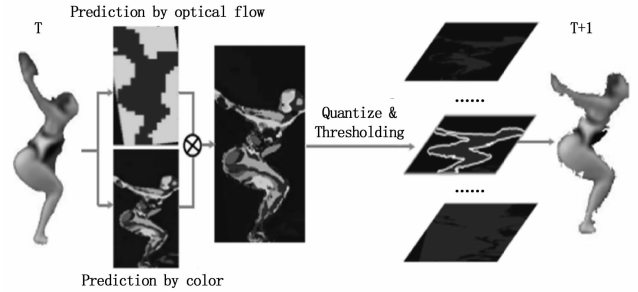 Prediction by optical flow
T
T+1
Quantize &
Thresholding
......
......
Prediction by color